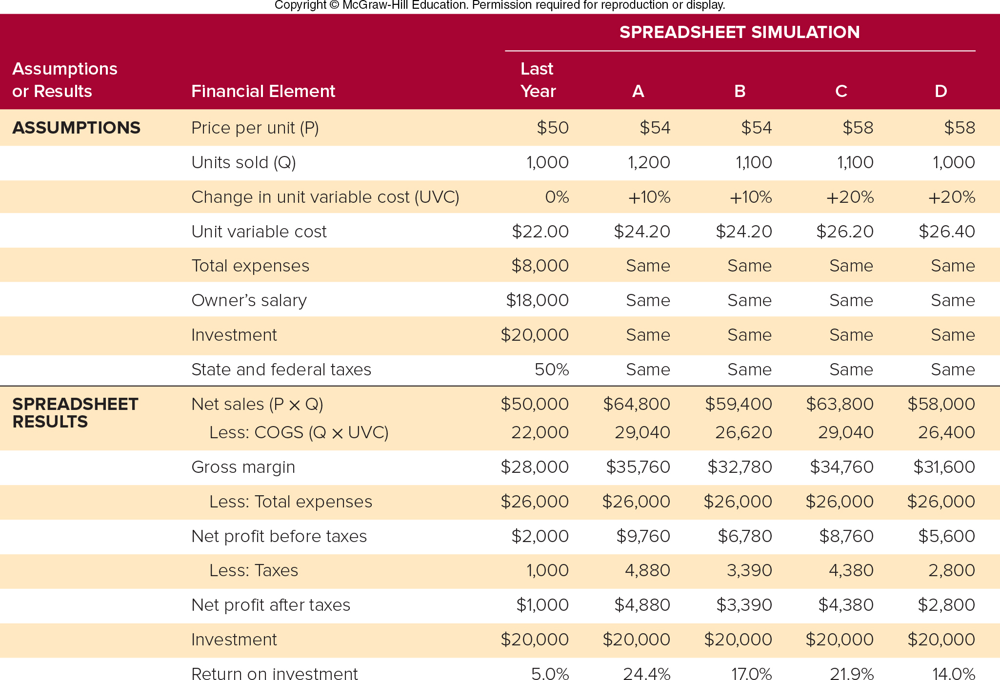 Copyright © McGraw-Hill Education. Permission required for reproduction or display.
SPREADSHEET SIMULATION
Assumptions or Results Financial Element Last Year A B C D
ASSUMPTIONS Price per unit (P) $50 $54 $54 $58 $58
Units sold (Q) 1,000 1,200 1,100 1,100 1,000
Change in unit variable cost (UVC) 0% +10% +10% +20% +20%
Unit variable cost $22.00 $24.20 $24.20 $26.20 $26.40
Total expenses $8,000 Same Same Same Same
Owner’s salary $18,000 Same Same Same Same
Investment $20,000 Same Same Same Same
State and federal taxes 50% Same Same Same Same
SPREADSHEET RESULTS Net sales (P × Q) $50,000 $64,800 $59,400 $63,800 $58,000
Less: COGS (Q × UVC) 22,000 29,040 26,620 29,040 26,400
Gross margin $28,000 $35,760 $32,780 $34,760 $31,600
Less: Total expenses $26,000 $26,000 $26,000 $26,000 $26,000
Net profit before taxes $2,000 $9,760 $6,780 $8,760 $5,600
Less: Taxes 1,000 4,880 3,390 4,380 2,800
Net profit after taxes $1,000 $4,880 $3,390 $4,380 $2,800
Investment $20,000 $20,000 $20,000 $20,000 $20,000
Return on investment 5.0% 24.4% 17.0% 21.9% 14.0%